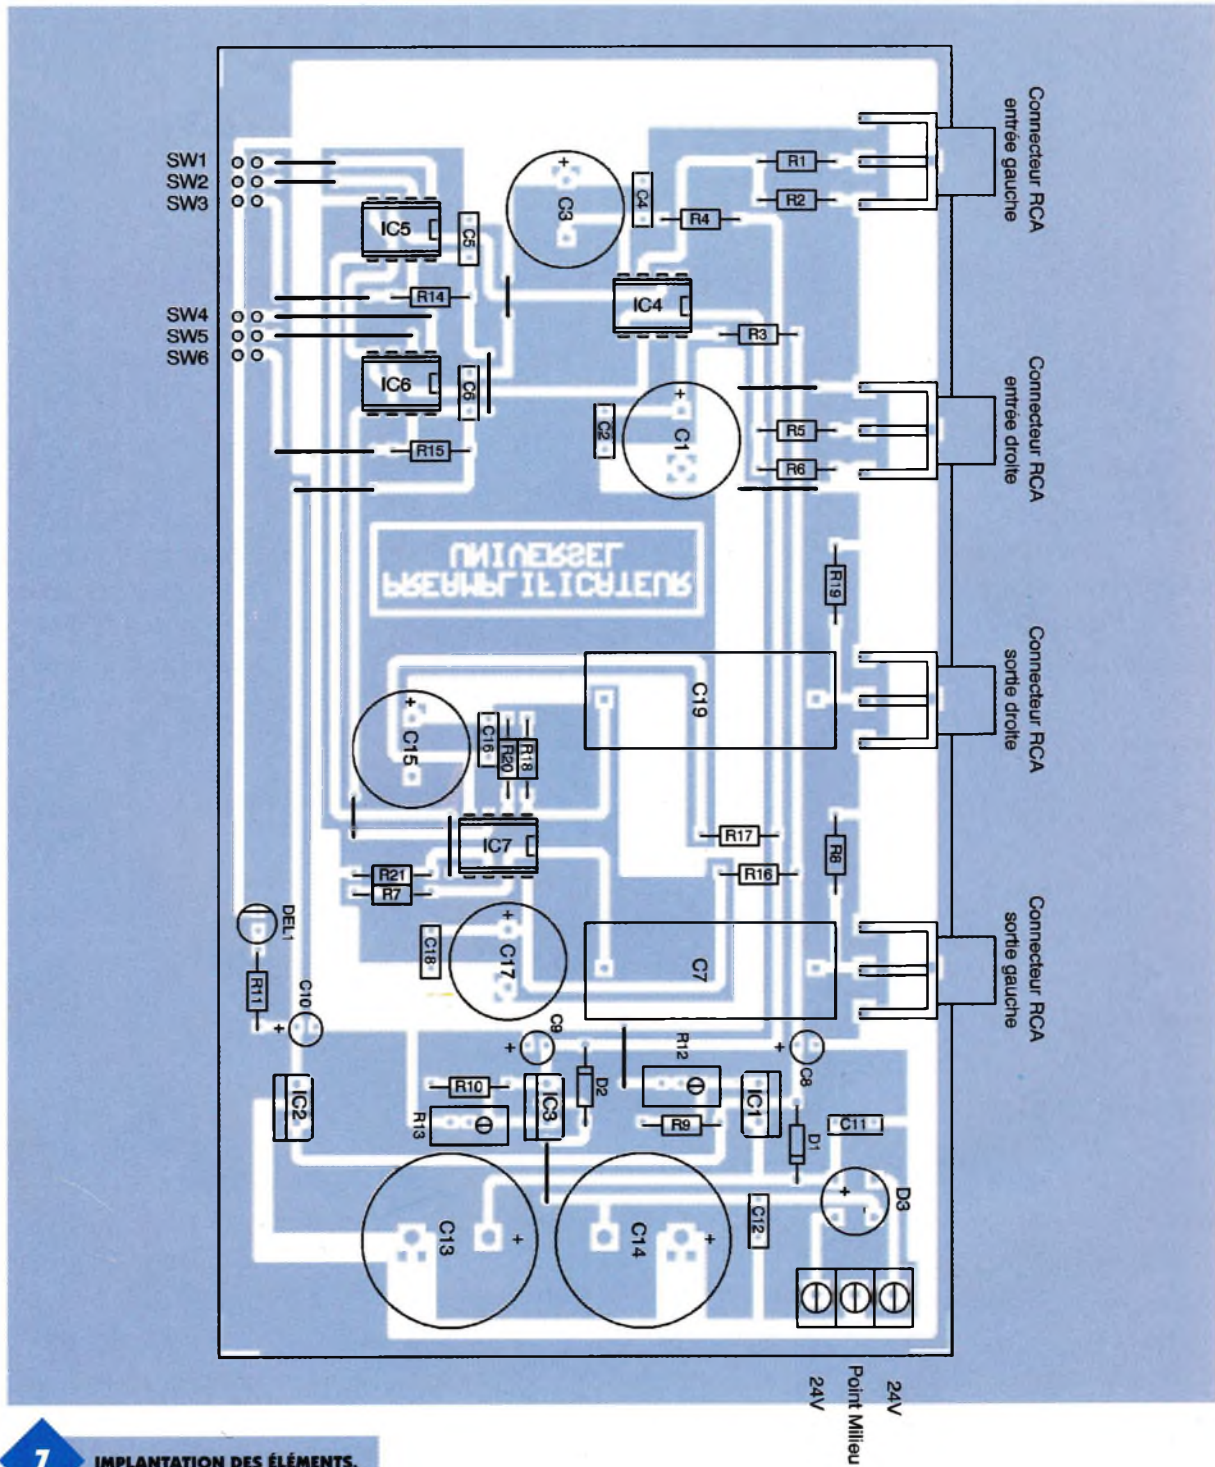 Connecteur RCA
entrée gauche
SW1
SW2
SW3
R1
R2
C3
C4
R4
IC5
C5
IC4
R14
SW4
SW5
SW6
R3
IC6
C6
Connecteur RCA
entrée droite
C2
C1
R5
R6
R15
UNIVERSEL
PREAMPLIFICATEUR
R19
Connecteur RCA
sortie droite
C19
C15
C16
R20
R18
IC7
R17
R21
R7
R16
R8
DEL1
C18
C17
C7
Connecteur RCA
sortie gauche
R11
C10
C9
R12
C8
IC2
R10
IC3
D2
IC1
R13
R9
D1
C11
D3
C13
C14
C12
24V
Point Milieu
24V
7 IMPLANTATION DES ÉLÉMENTS.